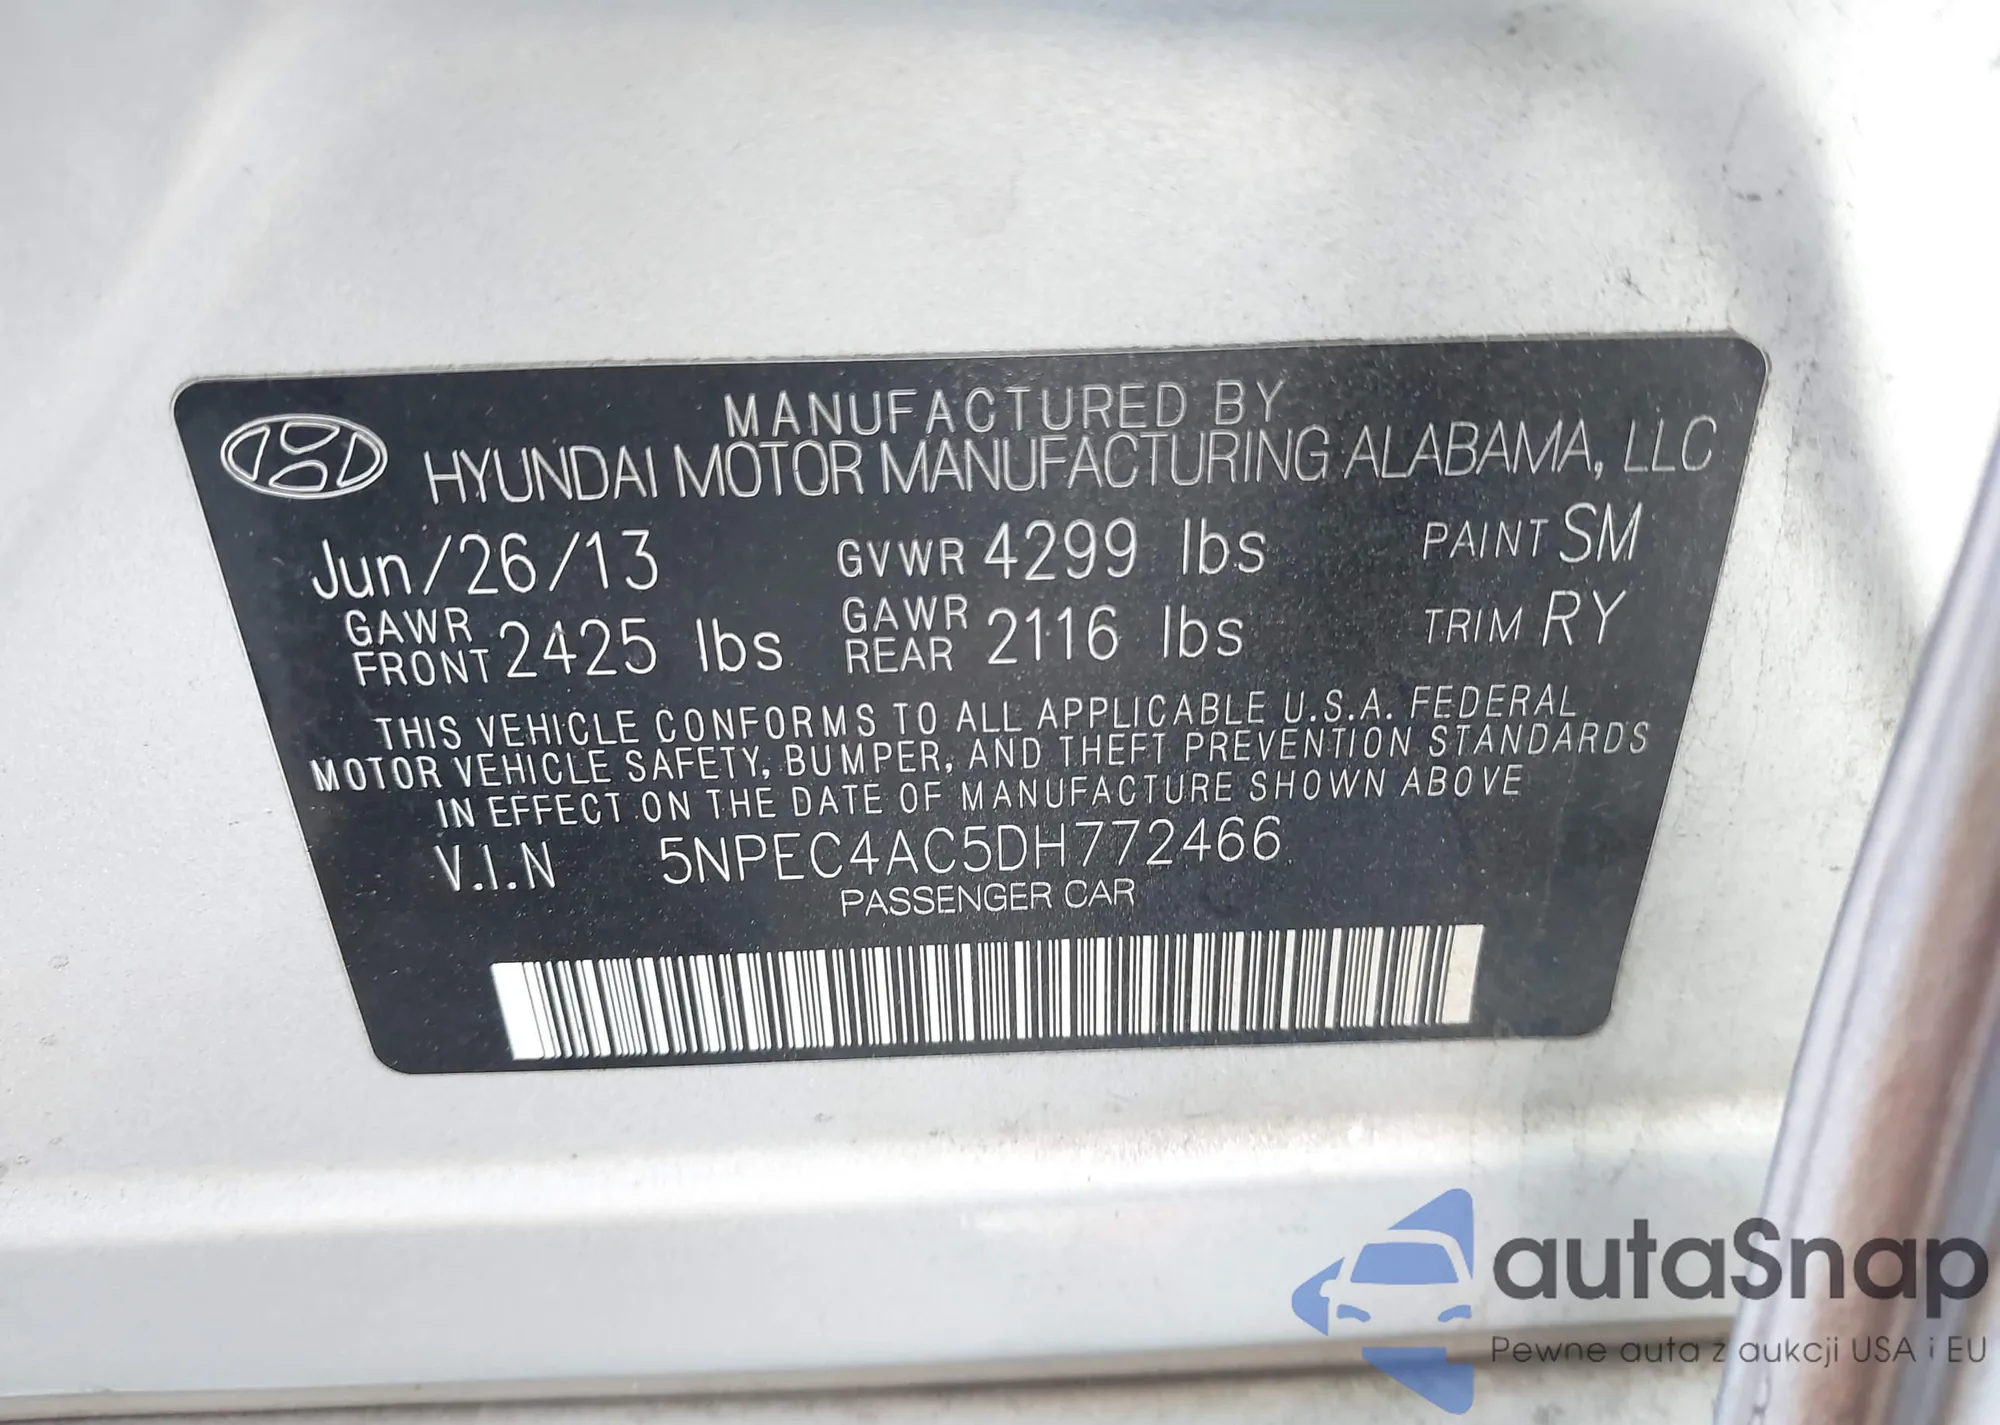 MANUFACTURED BY
HYUNDAI MOTOR MANUFACTURING ALABAMA, LLC
Jun/26/13 GVWR 4299 lbs PAINT SM
GAWR FRONT 2425 lbs GAWR REAR 2116 lbs TRIM RY
THIS VEHICLE CONFORMS TO ALL APPLICABLE U.S.A. FEDERAL
MOTOR VEHICLE SAFETY, BUMPER, AND THEFT PREVENTION STANDARDS
IN EFFECT ON THE DATE OF MANUFACTURE SHOWN ABOVE
V.I.N 5NPEC4AC5DH772466
PASSENGER CAR
autaSnap
Pewne auta z aukcji USA i EU